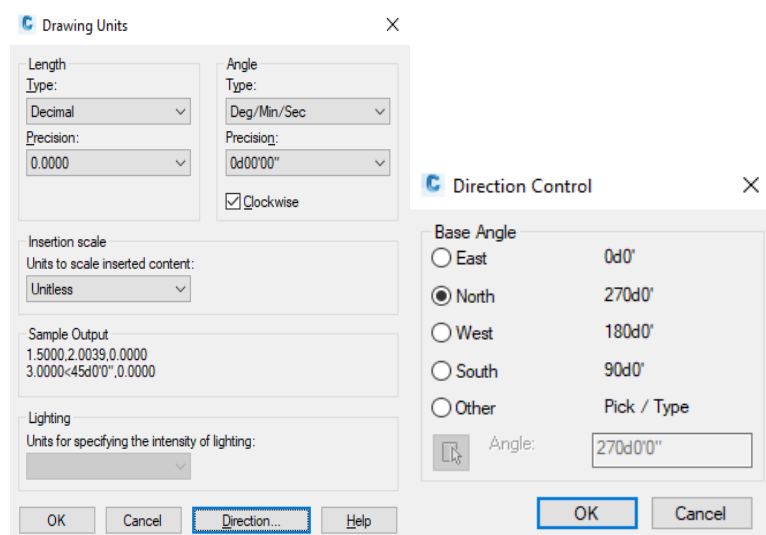 Drawing Units
Length
Type:
Decimal
Precision:
0.0000
Angle
Type:
Deg/Min/Sec
Precision:
0d00'00"
Clockwise
Insertion scale
Units to scale inserted content:
Unitless
Sample Output
1.5000,2.0039,0.0000
3.0000<45d0'0",0.0000
Lighting
Units for specifying the intensity of lighting:
OK Cancel Direction... Help
Direction Control
Base Angle
East 0d0'
North 270d0'
West 180d0'
South 90d0'
Other Pick / Type
Angle: 270d0'0"
OK Cancel